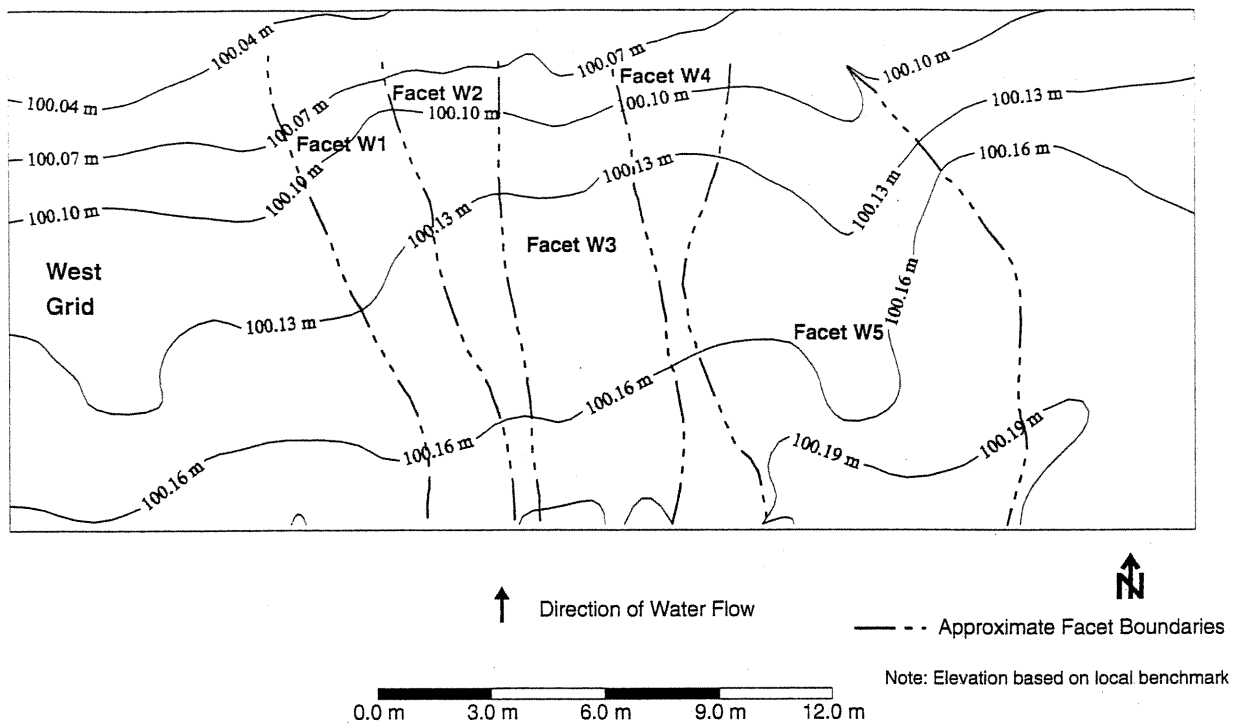 100.04 m
100.07 m
100.10 m
100.04 m
Facet W4
100.13 m
Facet W2
100.10 m
100.04 m
100.10 m
100.07 m
Facet W1
100.16 m
100.07 m
100.13 m
100.10 m
100.13 m
100.10 m
100.13 m
Facet W3
West
Grid
100.16 m
100.13 m
Facet W5
100.16 m
100.19 m
100.19 m
100.16 m
100.16 m
N
Direction of Water Flow
Approximate Facet Boundaries
Note: Elevation based on local benchmark
0.0 m 3.0 m 6.0 m 9.0 m 12.0 m